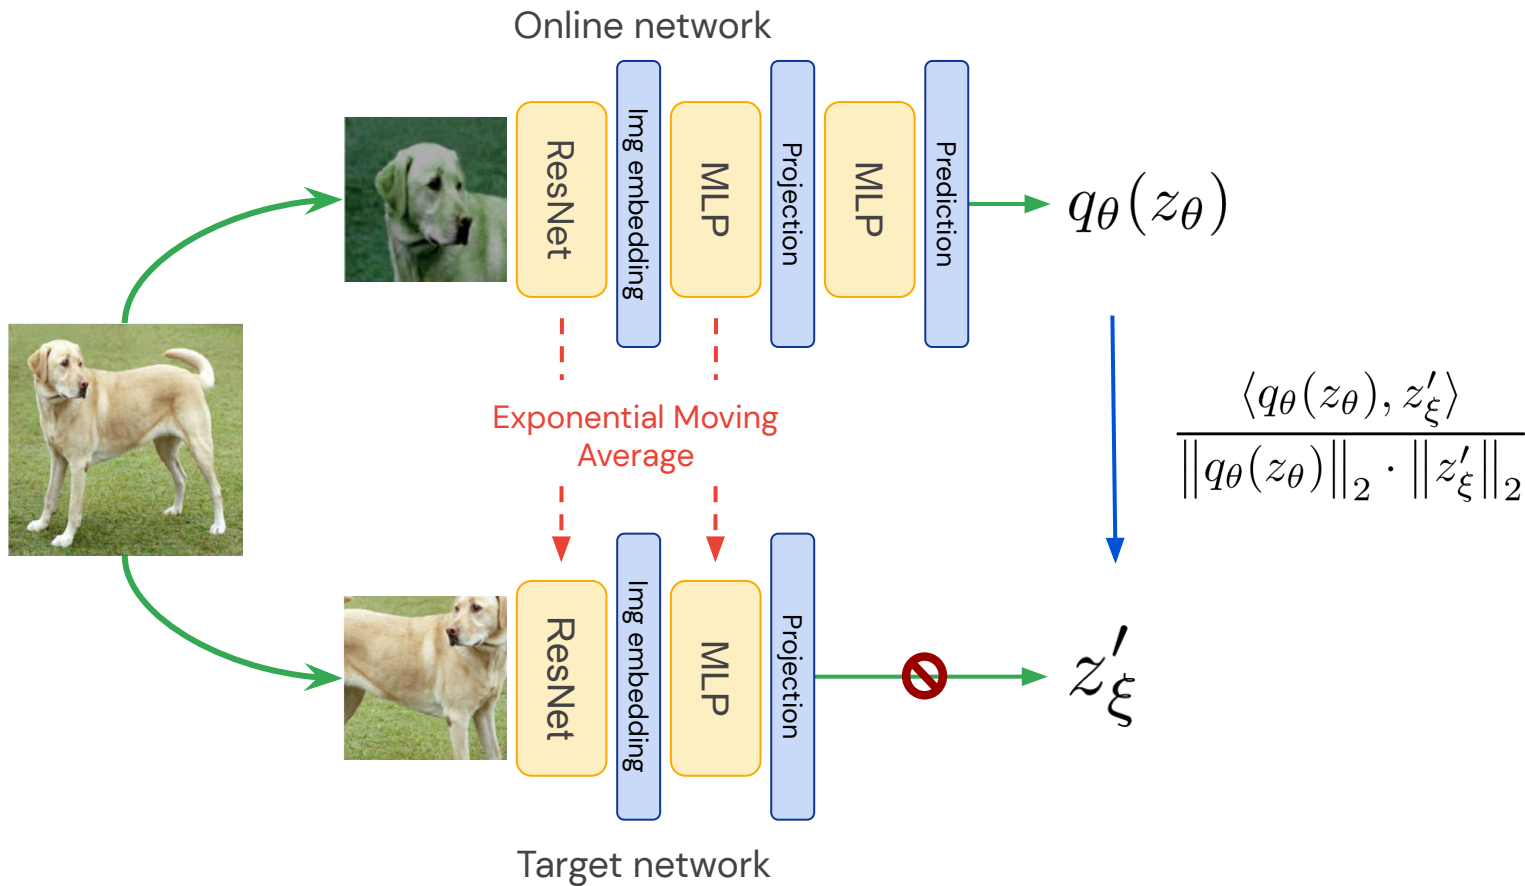 Online network
ResNet
Img embedding
MLP
Projection
MLP
Prediction
qθ(zθ)
Exponential Moving
Average
⟨qθ(zθ), z′ξ⟩
‖qθ(zθ)‖₂ · ‖z′ξ‖₂
ResNet
Img embedding
MLP
Projection
z′ξ
Target network